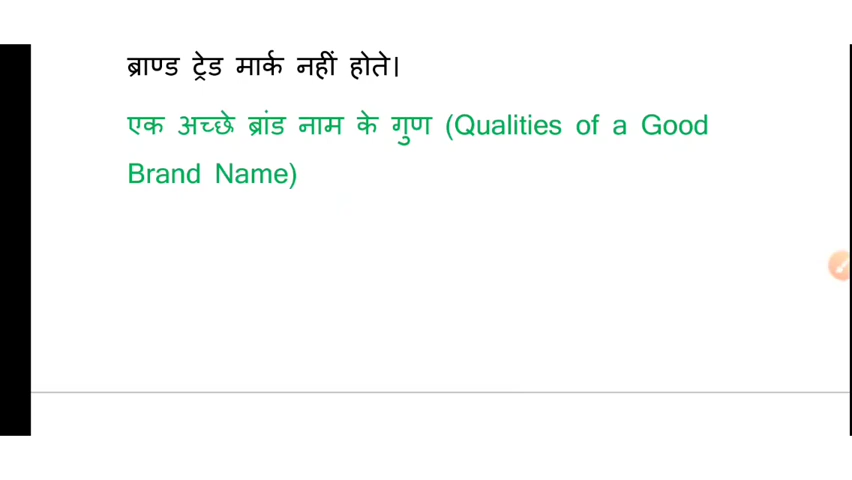 ब्राण्ड ट्रेड मार्क नहीं होते।
एक अच्छे ब्रांड नाम के गुण (Qualities of a Good
Brand Name)